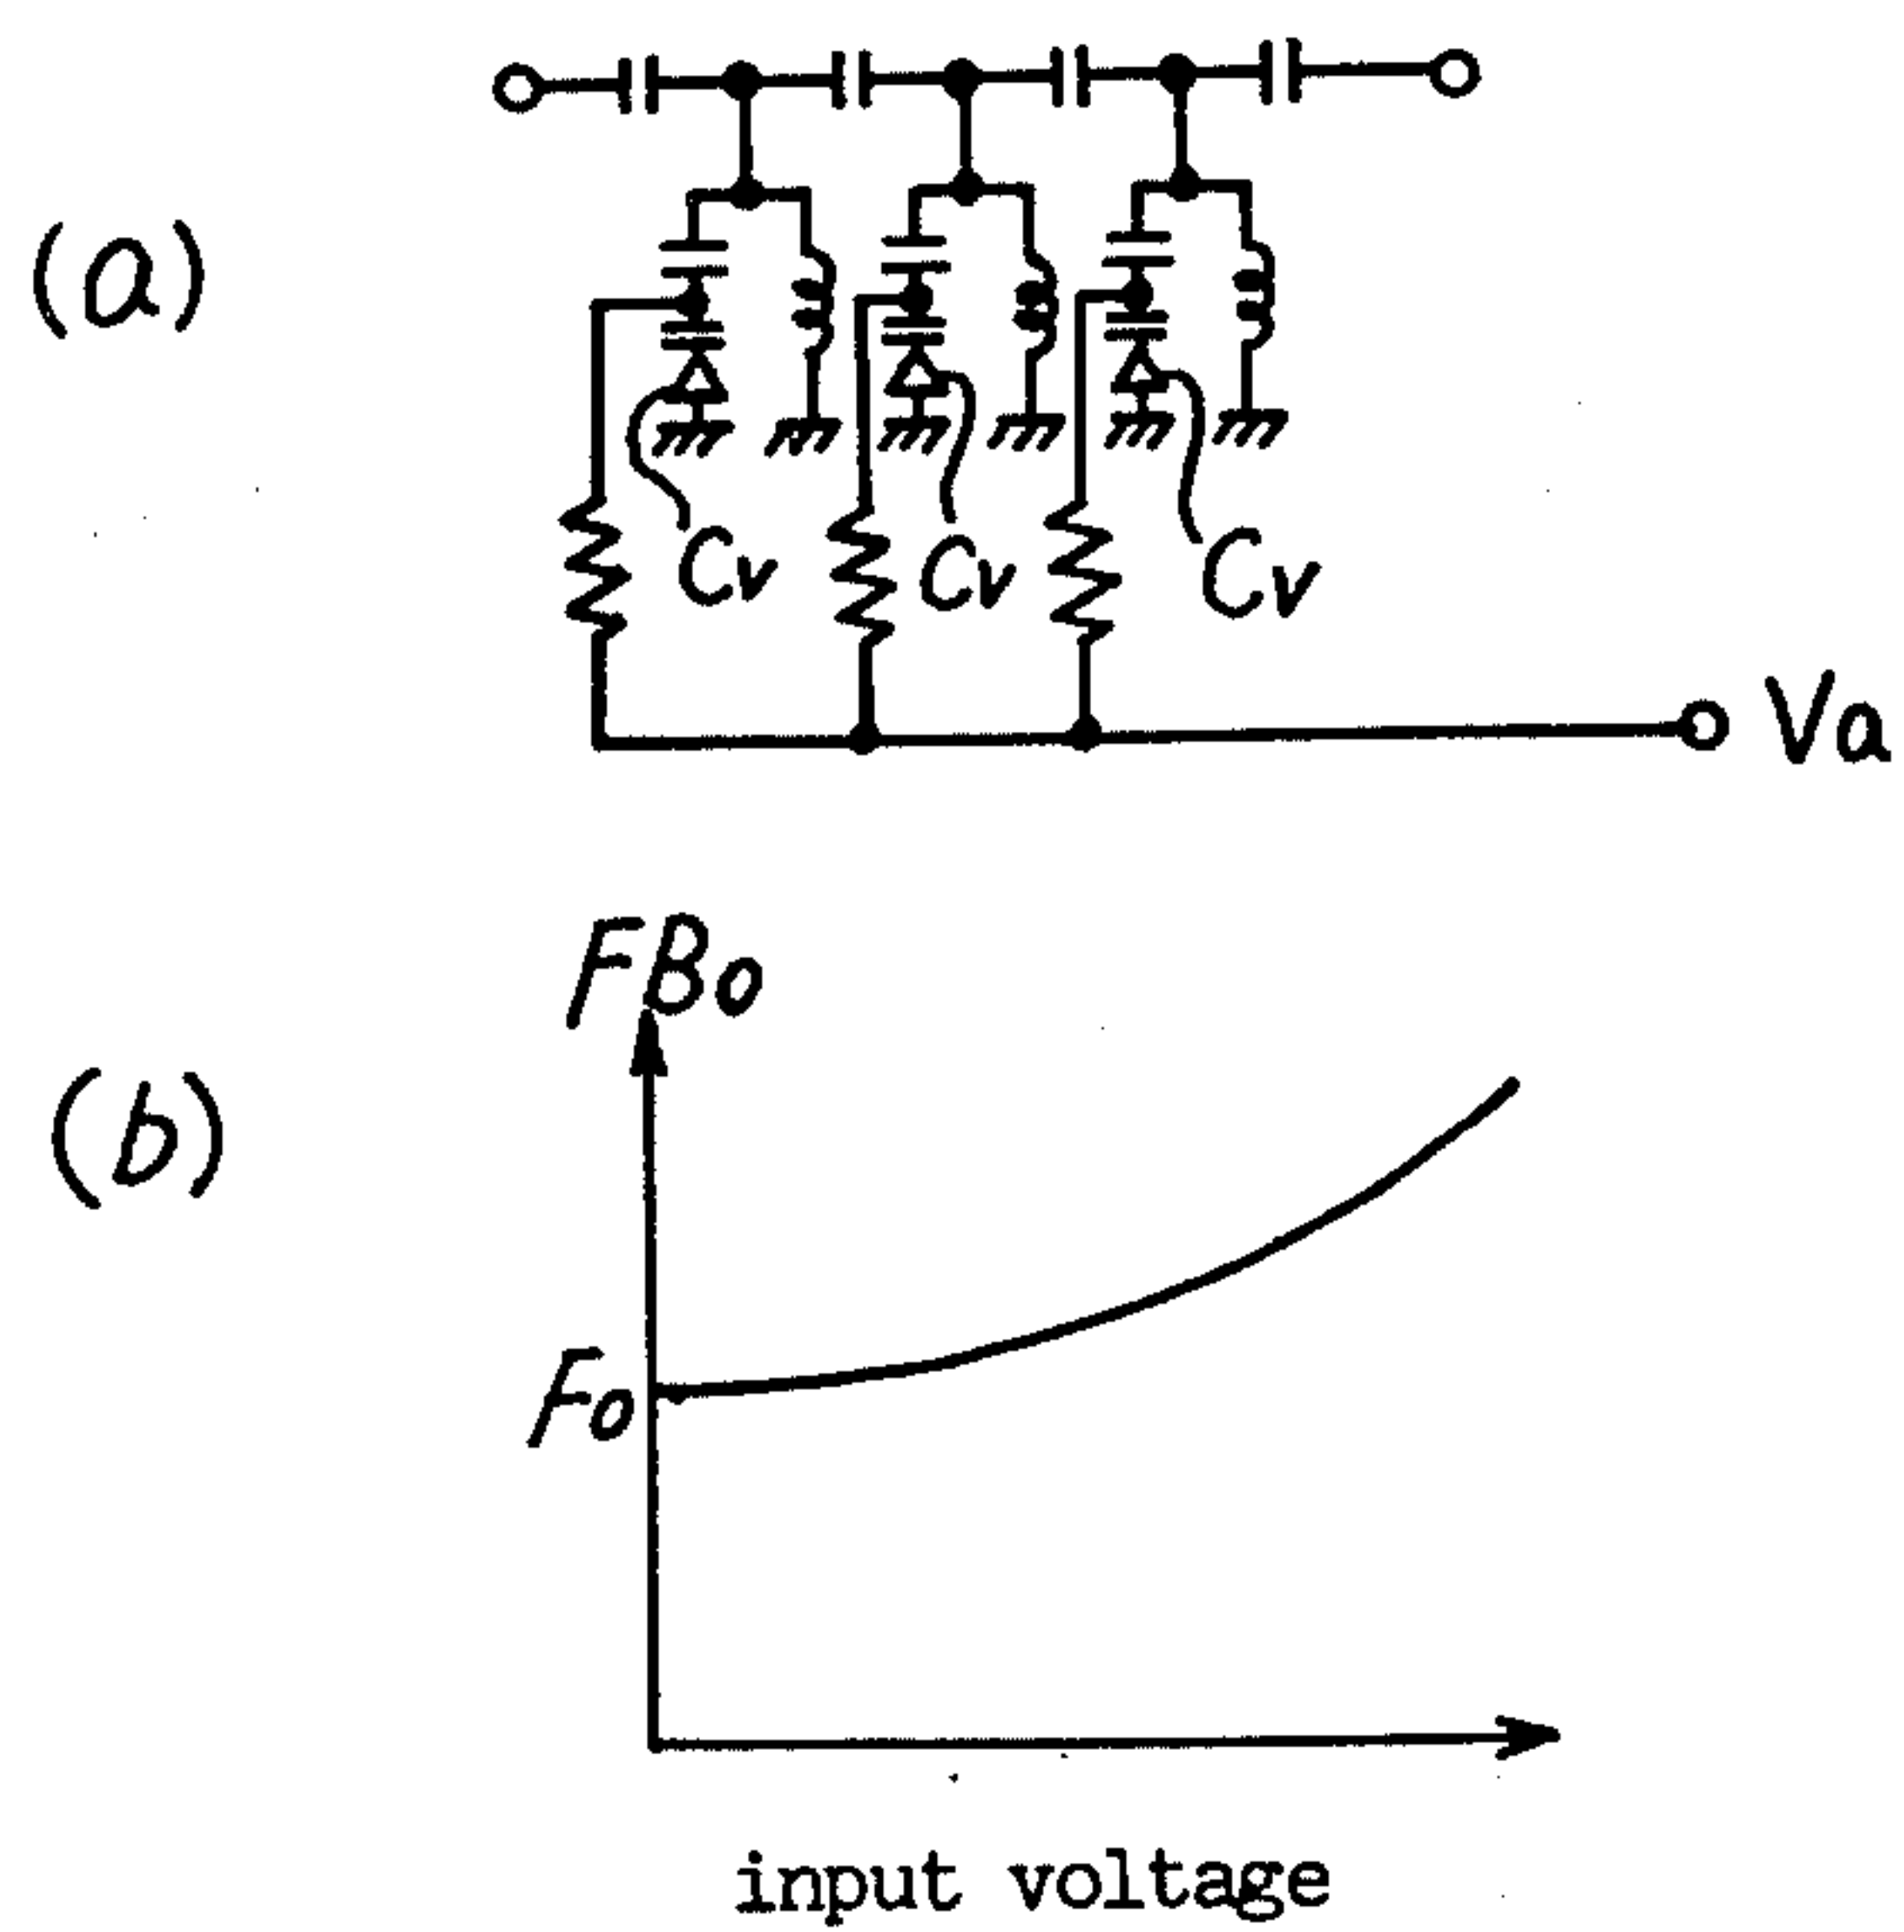 (a)
Cv Cv Cv
Va
(b)
FBo
Fo
input voltage